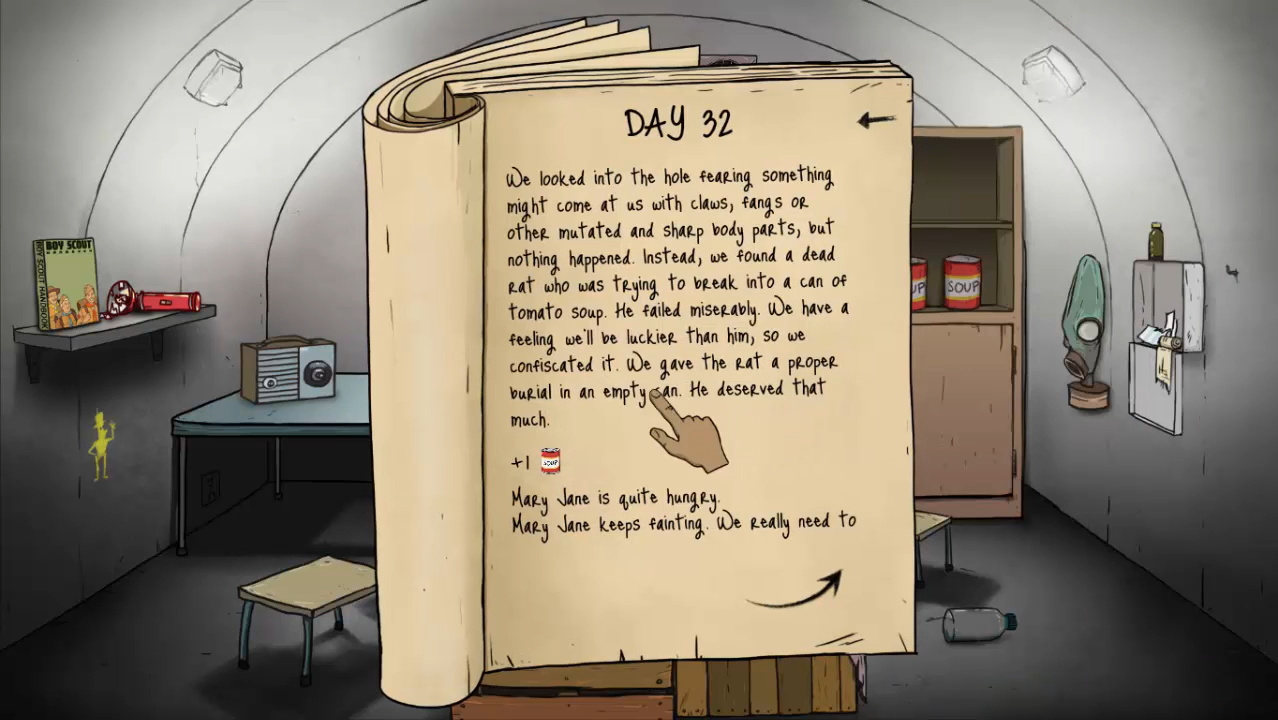 DAY 32
We looked into the hole fearing something
might come at us with claws, fangs or
other mutated and sharp body parts, but
nothing happened. Instead, we found a dead
rat who was trying to break into a can of
tomato soup. He failed miserably. We have a
feeling we'll be luckier than him, so we
confiscated it. We gave the rat a proper
burial in an empty can. He deserved that
much.
+1 SOUP
Mary Jane is quite hungry.
Mary Jane keeps fainting. We really need to
BOY SCOUT
BOY SCOUT HANDBOOK
UP
SOUP